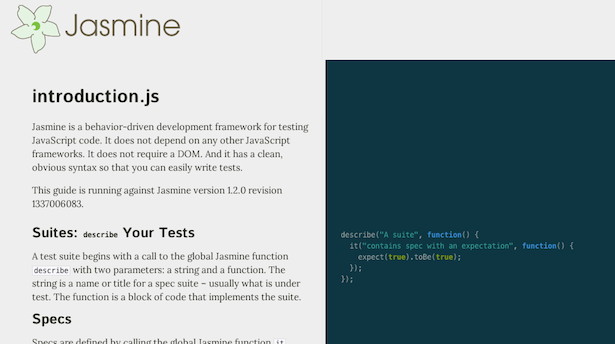 Jasmine
introduction.js
Jasmine is a behavior-driven development framework for testing
JavaScript code. It does not depend on any other JavaScript
frameworks. It does not require a DOM. And it has a clean,
obvious syntax so that you can easily write tests.
This guide is running against Jasmine version 1.2.0 revision
1337006083.
Suites: describe Your Tests
A test suite begins with a call to the global Jasmine function
describe with two parameters: a string and a function. The
string is a name or title for a spec suite – usually what is under
test. The function is a block of code that implements the suite.
describe("A suite", function() {
it("contains spec with an expectation", function() {
expect(true).toBe(true);
});
});
Specs
Specs are defined by calling the global Jasmine function it